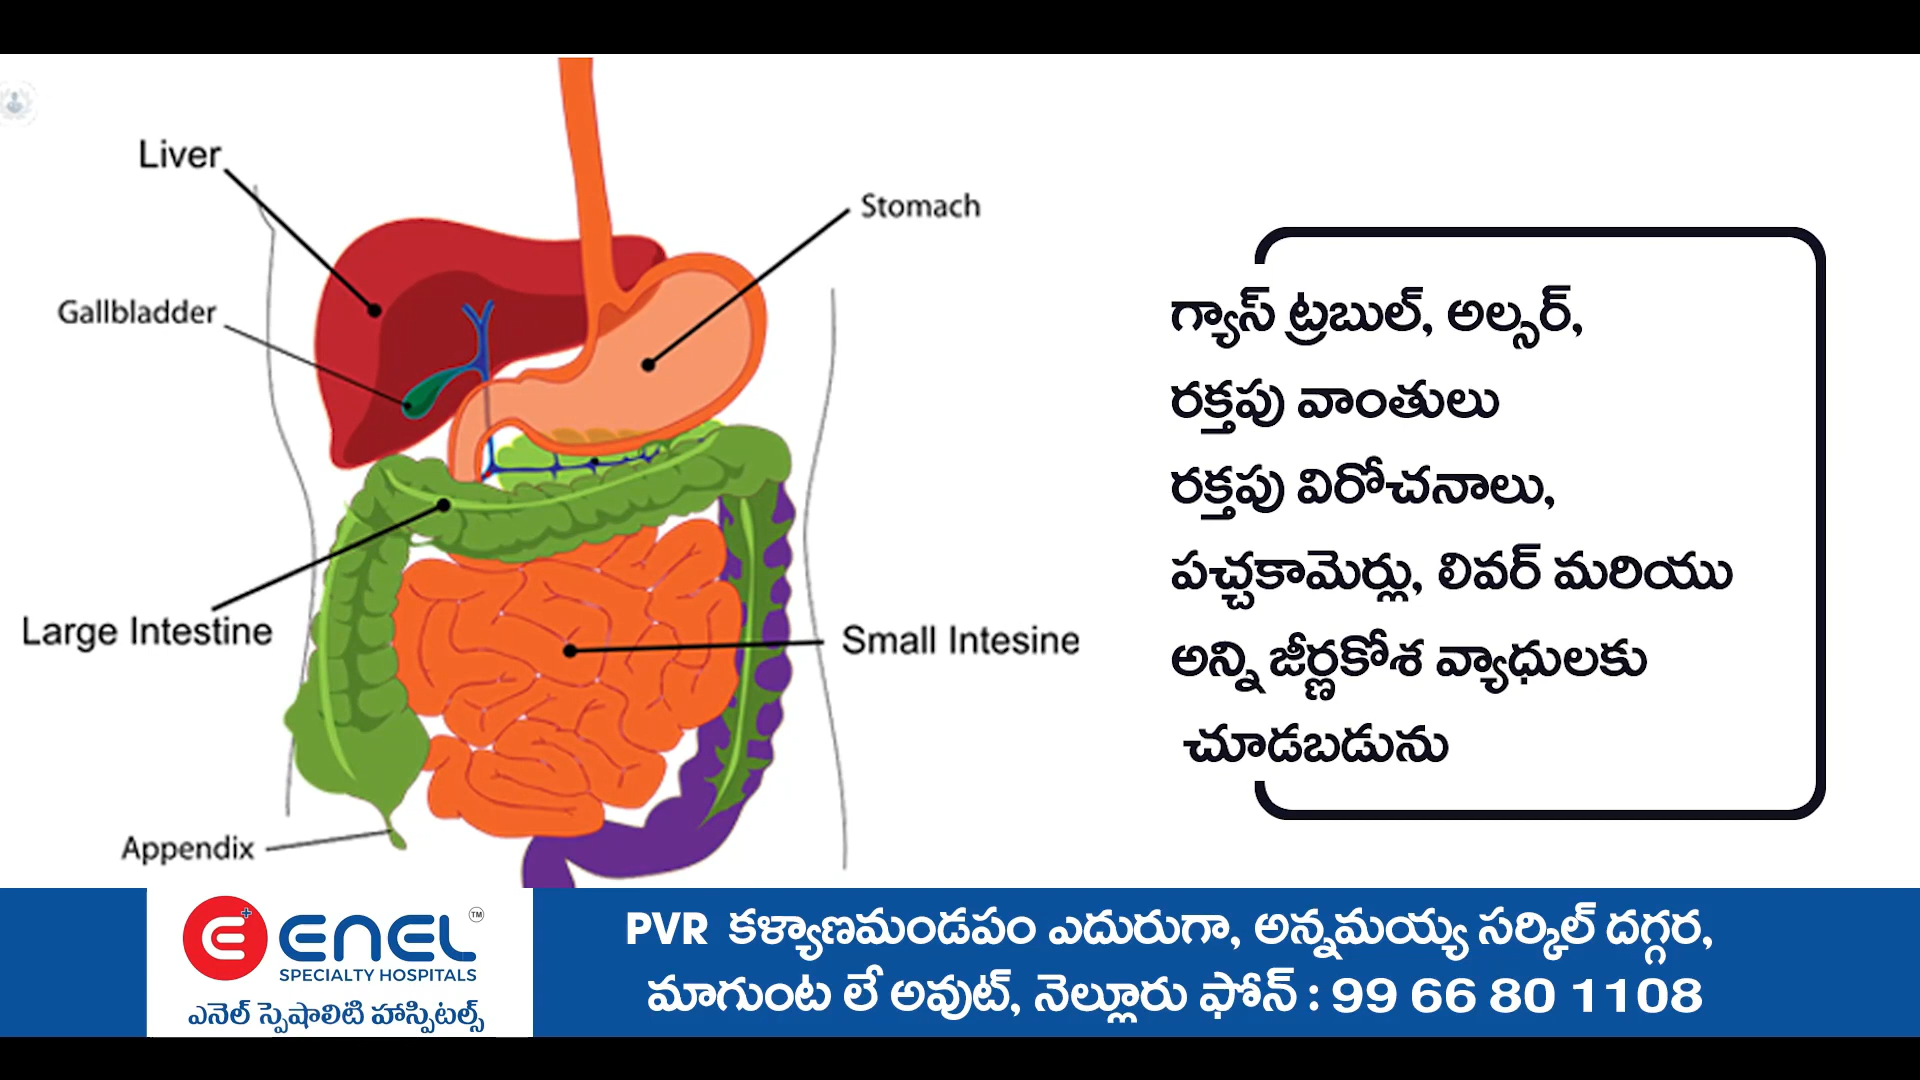 Liver
Stomach
Gallbladder
Large Intestine
Small Intesine
Appendix
గ్యాస్ ట్రబుల్, అల్సర్,
రక్తపు వాంతులు
రక్తపు విరోచనాలు,
పచ్చకామెర్లు, లివర్ మరియు
అన్ని జీర్ణకోశ వ్యాధులకు
చూడబడును
ENEL TM
SPECIALTY HOSPITALS
ఎనెల్ స్పెషాలిటి హాస్పిటల్స్
PVR కళ్యాణమండపం ఎదురుగా, అన్నమయ్య సర్కిల్ దగ్గర,
మాగుంట లే అవుట్, నెల్లూరు ఫోన్ : 99 66 80 1108